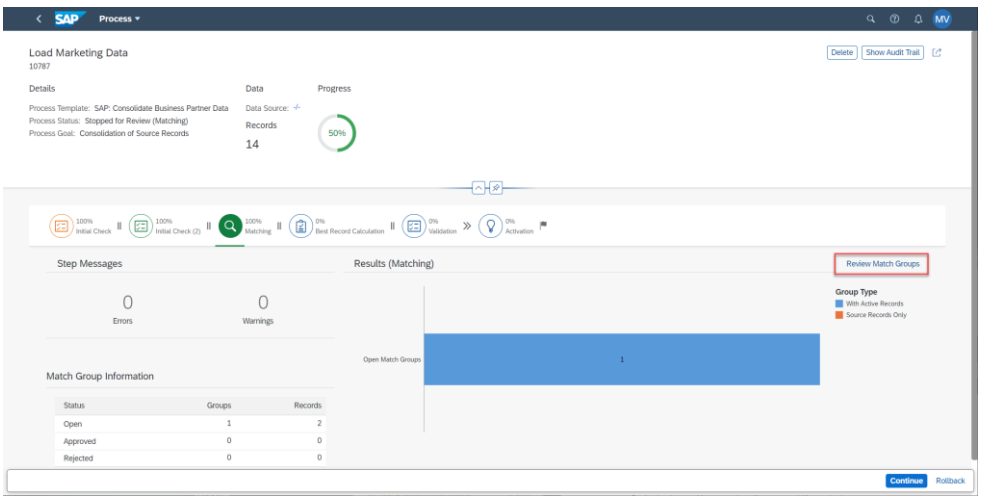 SAP Process
MV
Load Marketing Data
10787
Delete
Show Audit Trail
Details
Data
Progress
Process Template: SAP: Consolidate Business Partner Data
Data Source: -/-
Process Status: Stopped for Review (Matching)
Records
Process Goal: Consolidation of Source Records
14
50%
100%
Initial Check
100%
Initial Check (2)
100%
Matching
0%
Best Record Calculation
0%
Validation
0%
Activation
Step Messages
Results (Matching)
Review Match Groups
0
Errors
0
Warnings
Group Type
With Active Records
Source Records Only
Open Match Groups
1
Match Group Information
Status Groups Records
Open 1 2
Approved 0 0
Rejected 0 0
Continue
Rollback